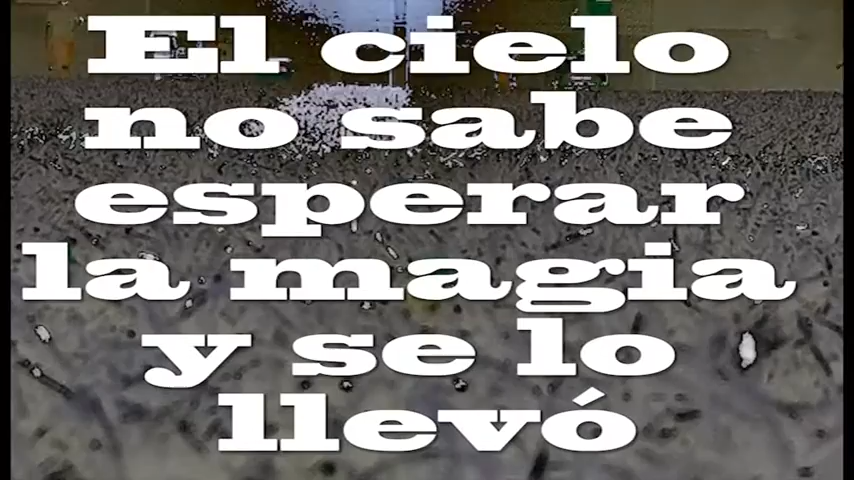 El cielo
no sabe
esperar
la magia
y se lo
llevó